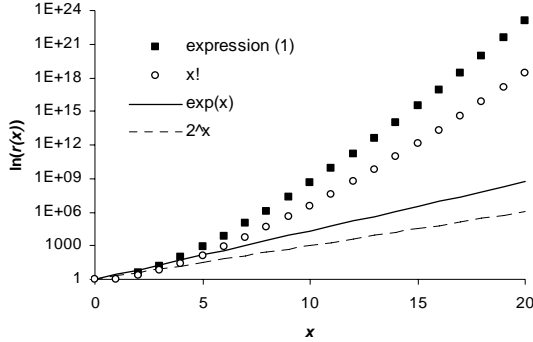 1E+24
1E+21
1E+18
1E+15
1E+12
1E+09
1E+06
1000
1
ln(r(x))
expression (1)
x!
exp(x)
2^x
0
5
10
15
20
x